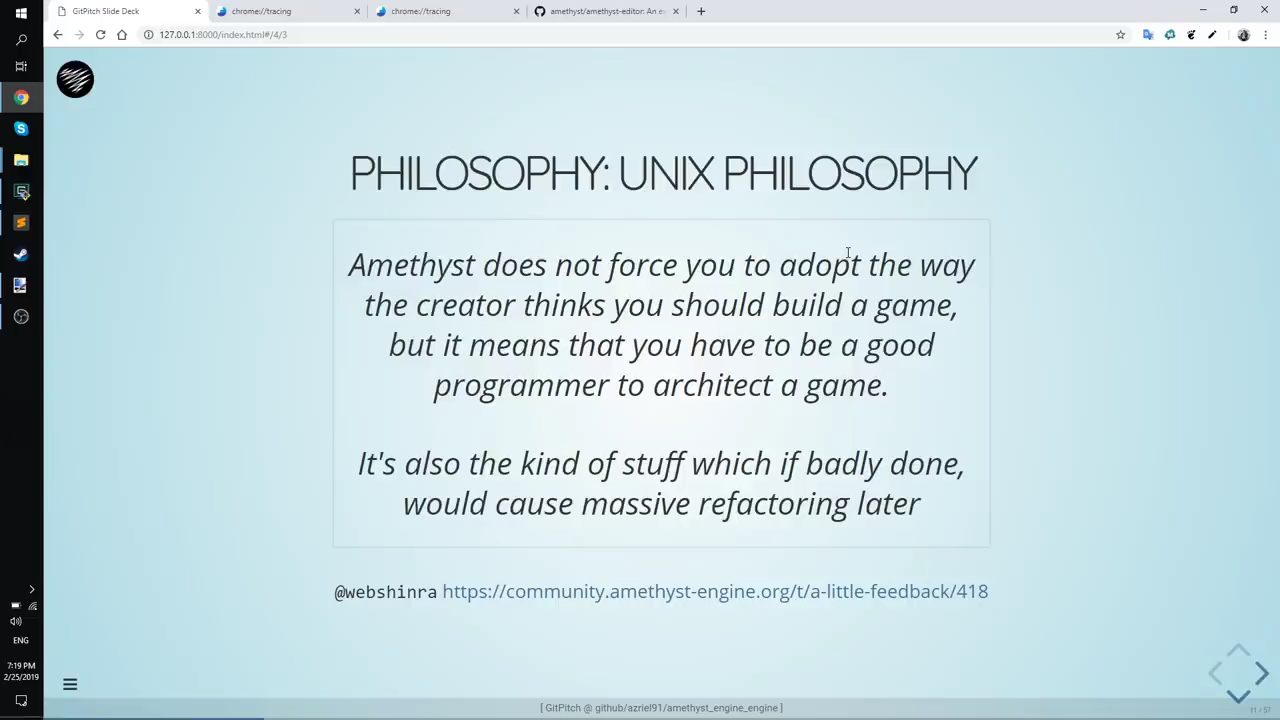 GitPitch Slide Deck
chrome://tracing
chrome://tracing
amethyst/amethyst-editor: An e
127.0.0.1:8000/index.html#/4/3
PHILOSOPHY: UNIX PHILOSOPHY
Amethyst does not force you to adopt the way
the creator thinks you should build a game,
but it means that you have to be a good
programmer to architect a game.
It's also the kind of stuff which if badly done,
would cause massive refactoring later
@webshinra https://community.amethyst-engine.org/t/a-little-feedback/418
ENG
7:19 PM
2/25/2019
[ GitPitch @ github/azriel91/amethyst_engine_engine ]
11 / 57